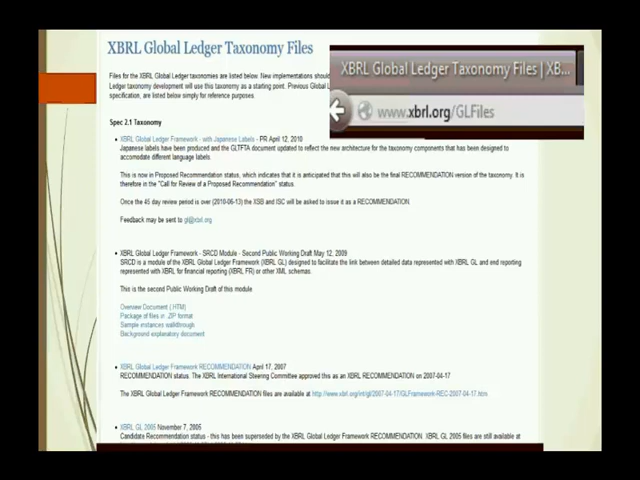 XBRL Global Ledger Taxonomy Files
XBRL Global Ledger Taxonomy Files | XB...
www.xbrl.org/GLFiles
Files for the XBRL Global Ledger taxonomies are listed below. New implementations should
Ledger taxonomy development will use this taxonomy as a starting point. Previous Global L
specification, are listed below simply for reference purposes.
Spec 2.1 Taxonomy
XBRL Global Ledger Framework - with Japanese Labels - PR April 12, 2010
Japanese labels have been produced and the GLTFTA document updated to reflect the new architecture for the taxonomy components that has been designed to
accomodate different language labels.
This is now in Proposed Recommendation status, which indicates that it is anticipated that this will also be the final RECOMMENDATION version of the taxonomy. It is
therefore in the "Call for Review of a Proposed Recommendation" status.
Once the 45 day review period is over (2010-06-13) the XSB and ISC will be asked to issue it as a RECOMMENDATION
Feedback may be sent to gl@xbrl.org
XBRL Global Ledger Framework - SRCD Module - Second Public Working Draft May 12, 2009
SRCD is a module of the XBRL Global Ledger Framework (XBRL GL) designed to facilitate the link between detailed data represented with XBRL GL and end reporting
represented with XBRL for financial reporting (XBRL FR) or other XML schemas.
This is the second Public Working Draft of this module
Overview Document (.HTM)
Package of files in .ZIP format
Sample instances walkthrough
Background explanatory document
XBRL Global Ledger Framework RECOMMENDATION April 17, 2007
RECOMMENDATION status. The XBRL International Steering Committee approved this as an XBRL RECOMMENDATION on 2007-04-17
The XBRL Global Ledger Framework RECOMMENDATION files are available at http://www.xbrl.org/int/gl/2007-04-17/GLFramework-REC-2007-04-17.htm
XBRL GL 2005 November 7, 2005
Candidate Recommendation status - this has been superseded by the XBRL Global Ledger Framework RECOMMENDATION. XBRL GL 2005 files are still available at